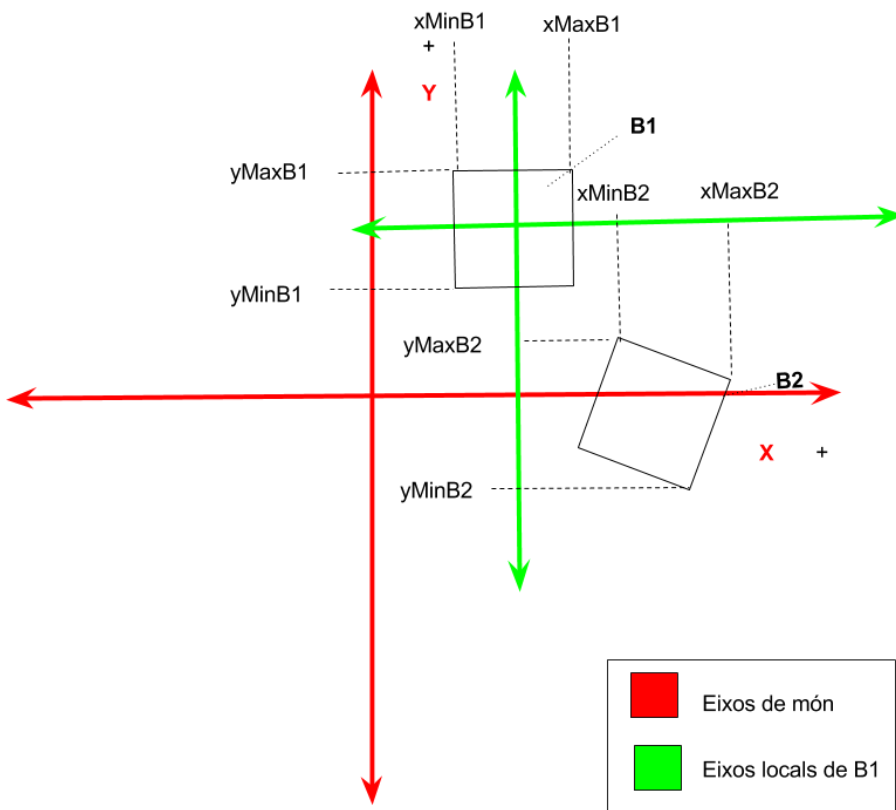 xMinB1
xMaxB1
+
Y
B1
yMaxB1
xMinB2
xMaxB2
yMinB1
yMaxB2
B2
X +
yMinB2
Eixos de món
Eixos locals de B1